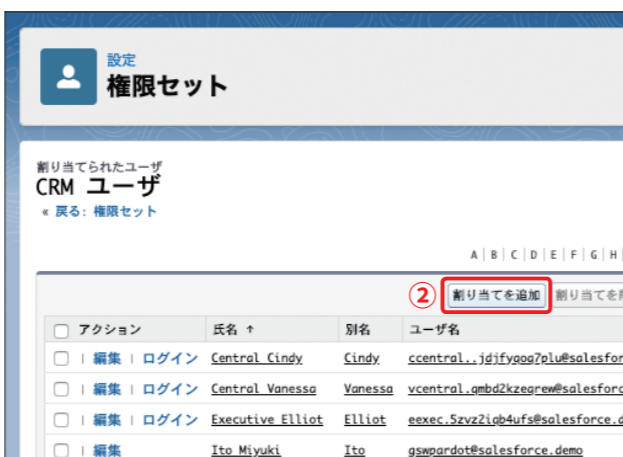 設定
権限セット
割り当てられたユーザ
CRM ユーザ
« 戻る: 権限セット
A | B | C | D | E | F | G | H
② 割り当てを追加 割り当てを
アクション 氏名 ↑ 別名 ユーザ名
| 編集 | ログイン Central Cindy Cindy
| 編集 | ログイン Central Vanessa Vanessa
| 編集 | ログイン Executive Elliot Elliot
| 編集 Ito Miyuki Ito gswpardot@salesforce.demo